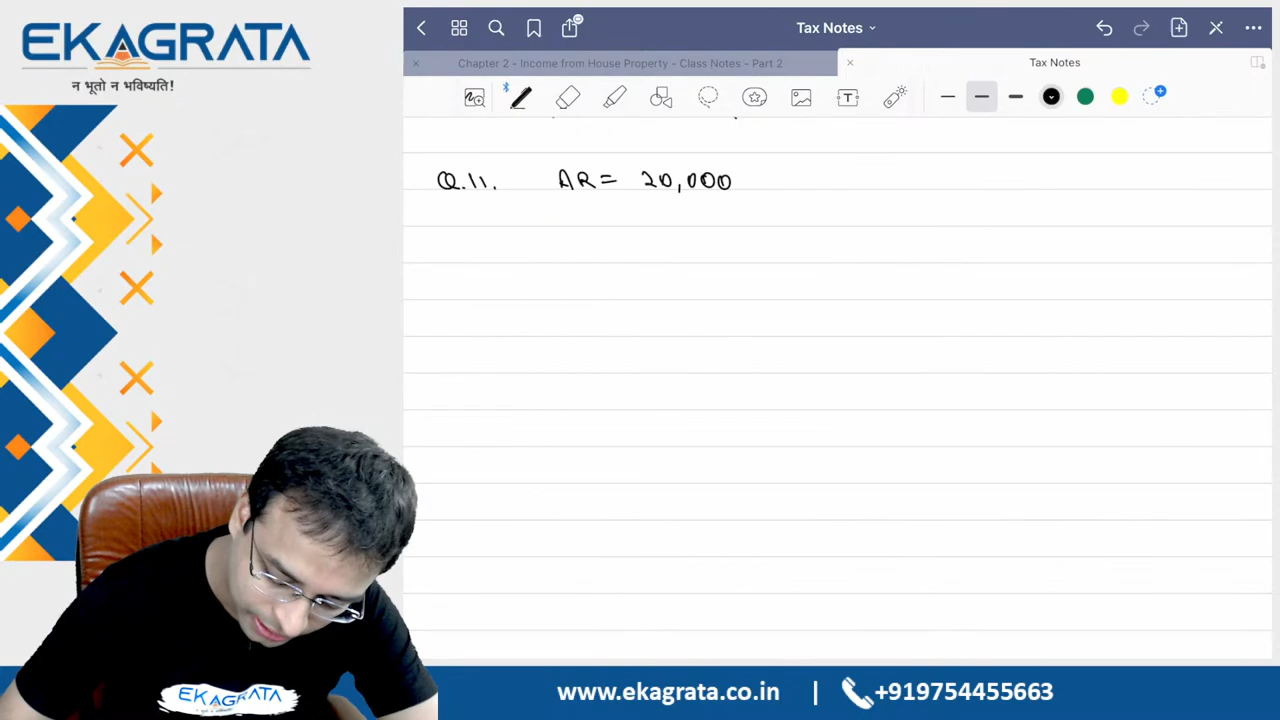 EKAGRATA
न भूतो न भविष्यति!
Tax Notes
Chapter 2 - Income from House Property - Class Notes - Part 2
Tax Notes
Q.11. AR = 20,000
EKAGRATA
www.ekagrata.co.in | +919754455663